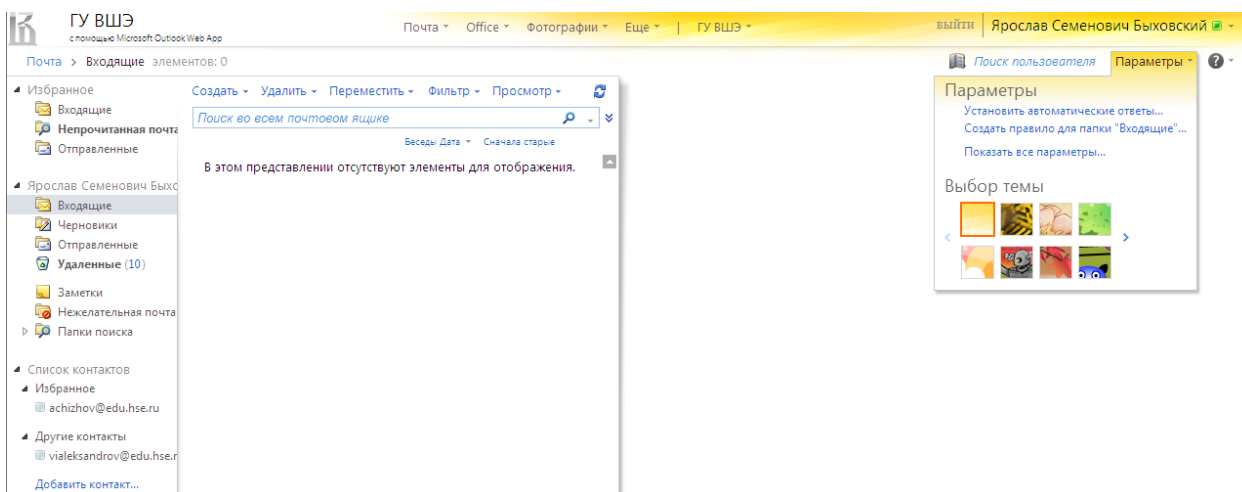 ГУ ВШЭ
с помощью Microsoft Outlook Web App
Почта Office Фотографии Еще | ГУ ВШЭ
выйти Ярослав Семенович Быховский
Почта > Входящие элементов: 0
Поиск пользователя Параметры ?
Избранное
Входящие
Непрочитанная почта
Отправленные
Ярослав Семенович Быхо
Входящие
Черновики
Отправленные
Удаленные (10)
Заметки
Нежелательная почта
Папки поиска
Список контактов
Избранное
achizhov@edu.hse.ru
Другие контакты
vialeksandrov@edu.hse.r
Добавить контакт...
Создать Удалить Переместить Фильтр Просмотр
Поиск во всем почтовом ящике
Беседы Дата Сначала старые
В этом представлении отсутствуют элементы для отображения.
Параметры
Установить автоматические ответы...
Создать правило для папки "Входящие"...
Показать все параметры...
Выбор темы